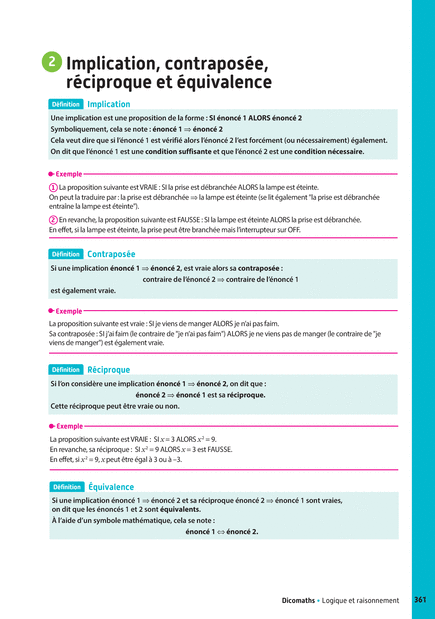 2 Implication, contraposée,
réciproque et équivalence
Définition Implication
Une implication est une proposition de la forme : SI énoncé 1 ALORS énoncé 2
Symboliquement, cela se note : énoncé 1 ⇒ énoncé 2
Cela veut dire que si l'énoncé 1 est vérifié alors l'énoncé 2 l'est forcément (ou nécessairement) également.
On dit que l'énoncé 1 est une condition suffisante et que l'énoncé 2 est une condition nécessaire.
Exemple
1 La proposition suivante est VRAIE : SI la prise est débranchée ALORS la lampe est éteinte.
On peut la traduire par : la prise est débranchée ⇒ la lampe est éteinte (se lit également "la prise est débranchée
entraîne la lampe est éteinte").
2 En revanche, la proposition suivante est FAUSSE : SI la lampe est éteinte ALORS la prise est débranchée.
En effet, si la lampe est éteinte, la prise peut être branchée mais l'interrupteur sur OFF.
Définition Contraposée
Si une implication énoncé 1 ⇒ énoncé 2, est vraie alors sa contraposée :
contraire de l'énoncé 2 ⇒ contraire de l'énoncé 1
est également vraie.
Exemple
La proposition suivante est vraie : SI je viens de manger ALORS je n'ai pas faim.
Sa contraposée : SI j'ai faim (le contraire de "je n'ai pas faim") ALORS je ne viens pas de manger (le contraire de "je
viens de manger") est également vraie.
Définition Réciproque
Si l'on considère une implication énoncé 1 ⇒ énoncé 2, on dit que :
énoncé 2 ⇒ énoncé 1 est sa réciproque.
Cette réciproque peut être vraie ou non.
Exemple
La proposition suivante est VRAIE : SI x = 3 ALORS x² = 9.
En revanche, sa réciproque : SI x² = 9 ALORS x = 3 est FAUSSE.
En effet, si x² = 9, x peut être égal à 3 ou à –3.
Définition Équivalence
Si une implication énoncé 1 ⇒ énoncé 2 et sa réciproque énoncé 2 ⇒ énoncé 1 sont vraies,
on dit que les énoncés 1 et 2 sont équivalents.
À l'aide d'un symbole mathématique, cela se note :
énoncé 1 ⇔ énoncé 2.
Dicomaths • Logique et raisonnement 361